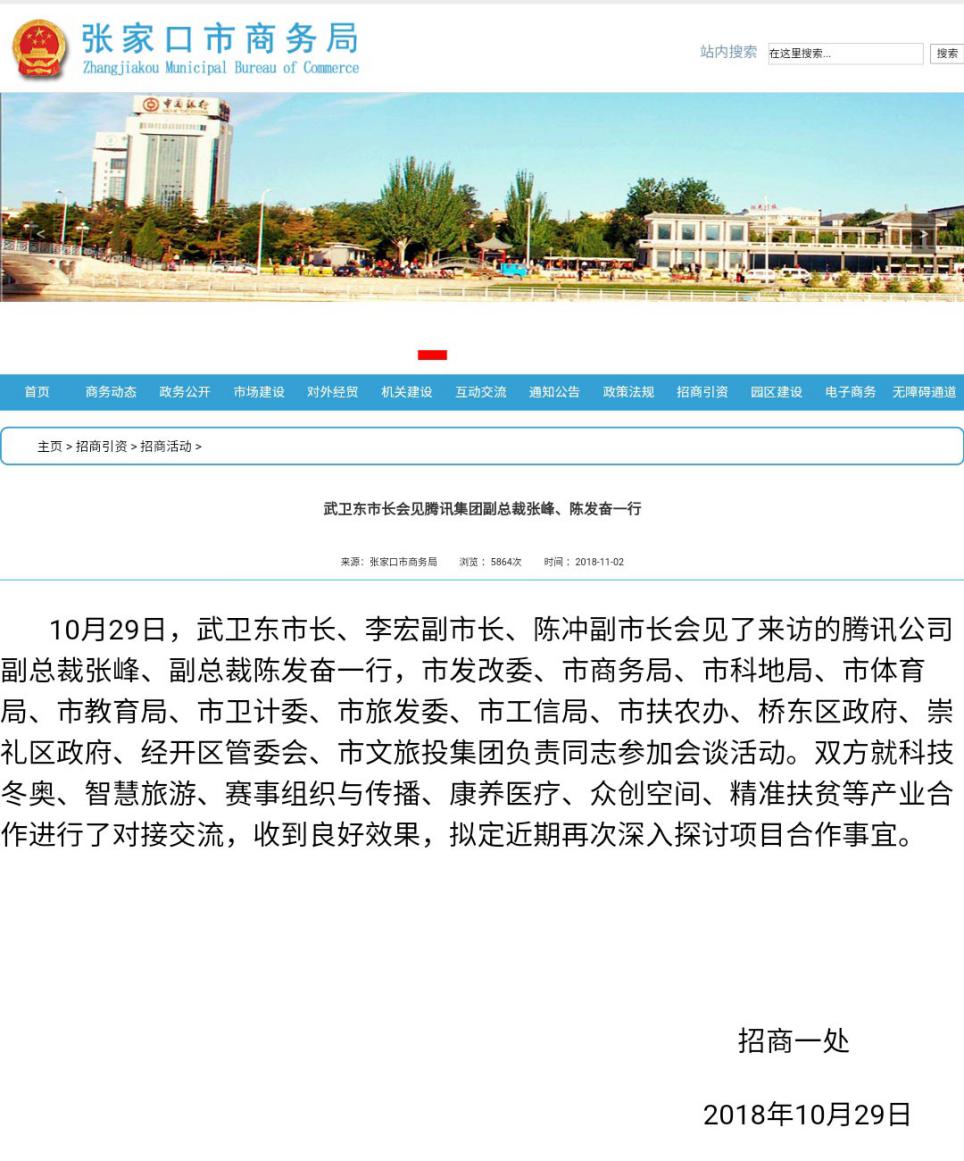 张家口市商务局
Zhangjiakou Municipal Bureau of Commerce
站内搜索
在这里搜索...
搜索
中国银行
<
>
首页 商务动态 政务公开 市场建设 对外经贸 机关建设 互动交流 通知公告 政策法规 招商引资 园区建设 电子商务 无障碍通道
主页 > 招商引资 > 招商活动 >
武卫东市长会见腾讯集团副总裁张峰、陈发奋一行
来源：张家口市商务局 浏览 ：5864次 时间 ：2018-11-02
10月29日，武卫东市长、李宏副市长、陈冲副市长会见了来访的腾讯公司
副总裁张峰、副总裁陈发奋一行，市发改委、市商务局、市科地局、市体育
局、市教育局、市卫计委、市旅发委、市工信局、市扶农办、桥东区政府、崇
礼区政府、经开区管委会、市文旅投集团负责同志参加会谈活动。双方就科技
冬奥、智慧旅游、赛事组织与传播、康养医疗、众创空间、精准扶贫等产业合
作进行了对接交流，收到良好效果，拟定近期再次深入探讨项目合作事宜。
招商一处
2018年10月29日